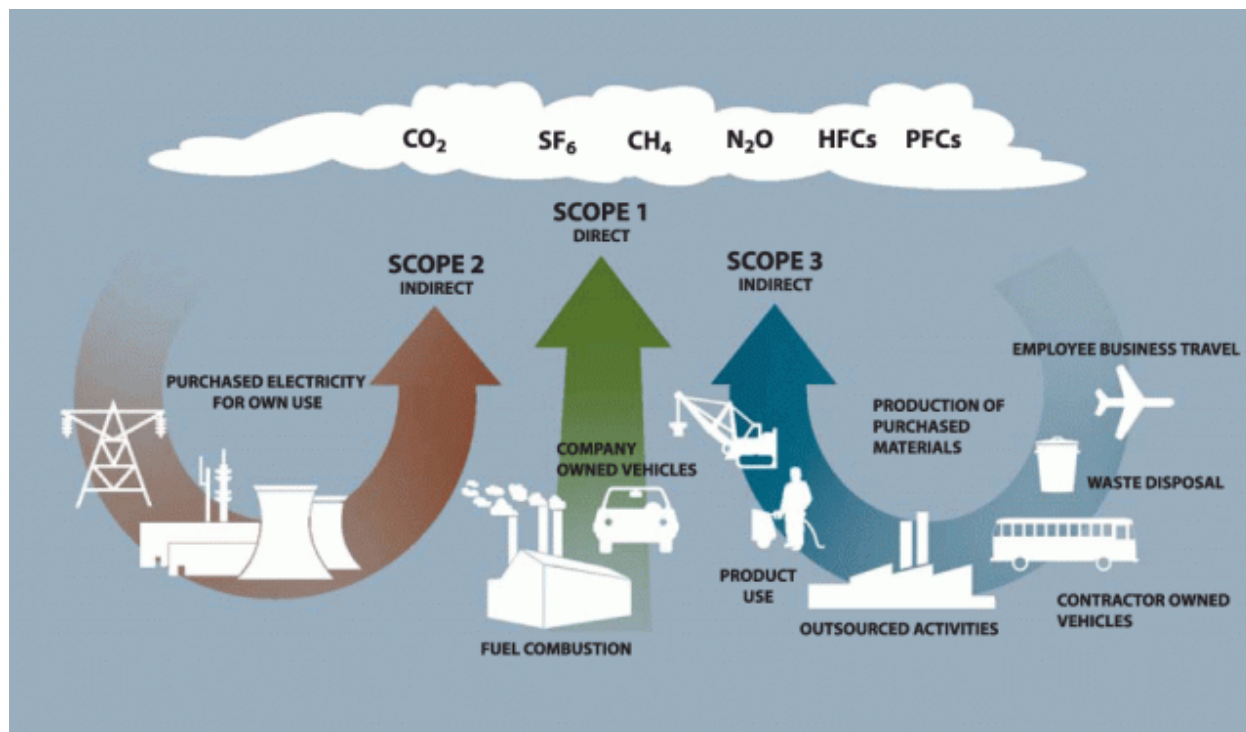 CO₂ SF₆ CH₄ N₂O HFCs PFCs
SCOPE 1
DIRECT
SCOPE 2
INDIRECT
SCOPE 3
INDIRECT
PURCHASED ELECTRICITY
FOR OWN USE
COMPANY
OWNED VEHICLES
FUEL COMBUSTION
EMPLOYEE BUSINESS TRAVEL
PRODUCTION OF
PURCHASED
MATERIALS
WASTE DISPOSAL
PRODUCT
USE
OUTSOURCED ACTIVITIES
CONTRACTOR OWNED
VEHICLES